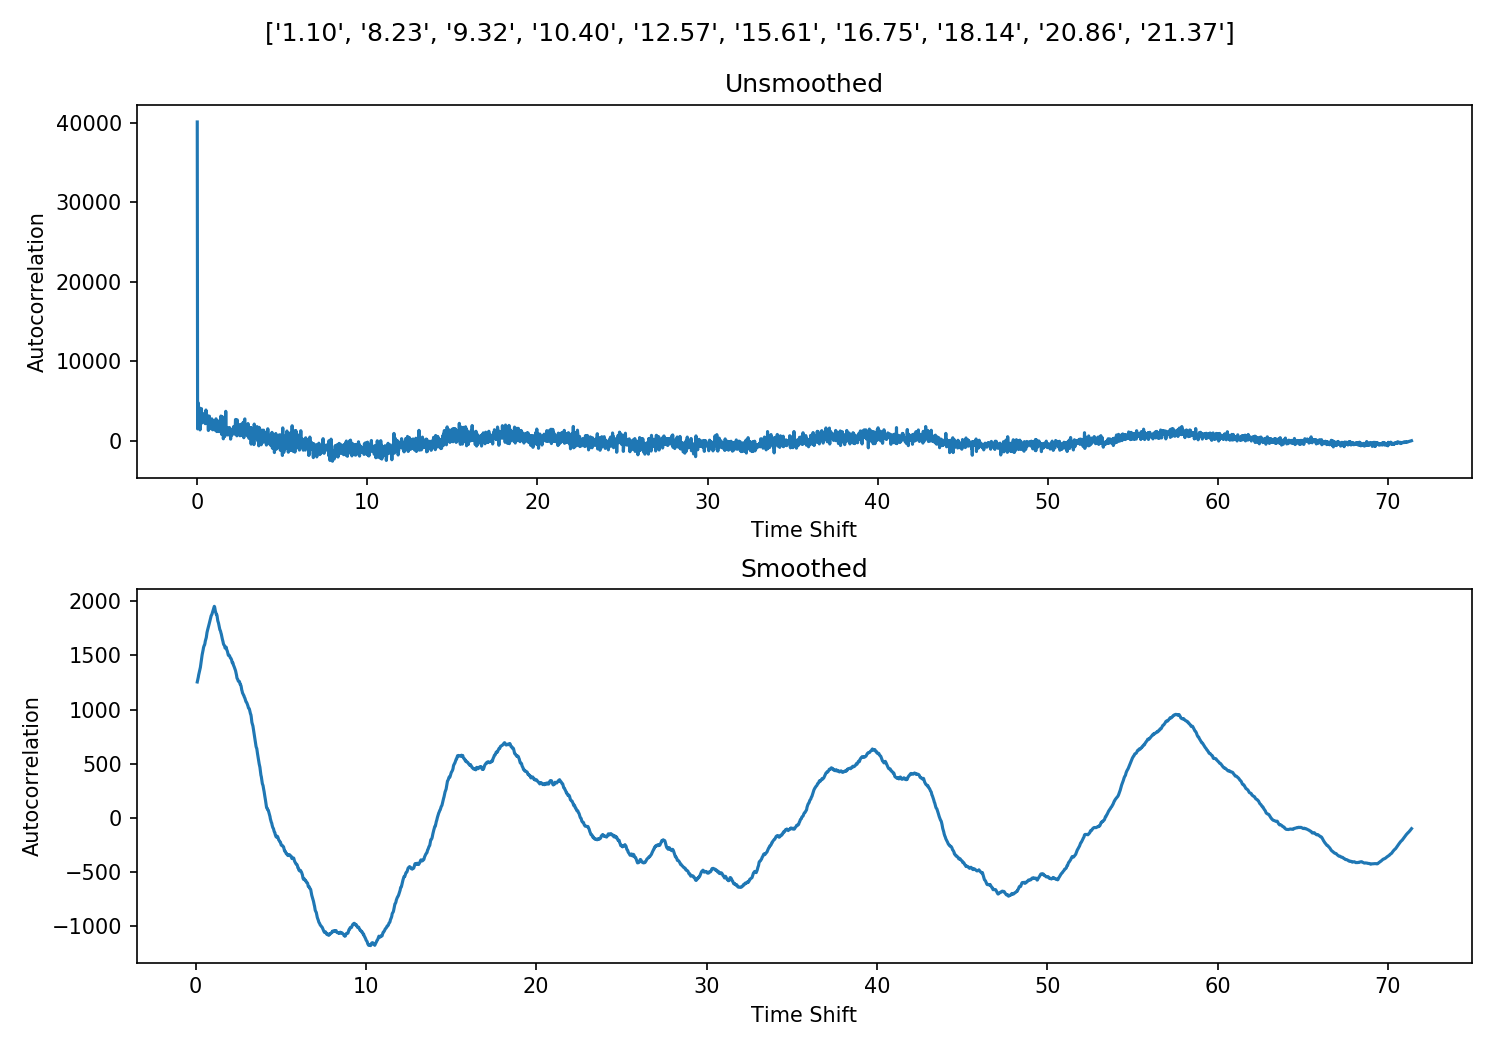 ['1.10', '8.23', '9.32', '10.40', '12.57', '15.61', '16.75', '18.14', '20.86', '21.37']
Unsmoothed
40000
30000
20000
10000
0
Autocorrelation
0 10 20 30 40 50 60 70
Time Shift
Smoothed
2000
1500
1000
500
0
−500
−1000
Autocorrelation
0 10 20 30 40 50 60 70
Time Shift